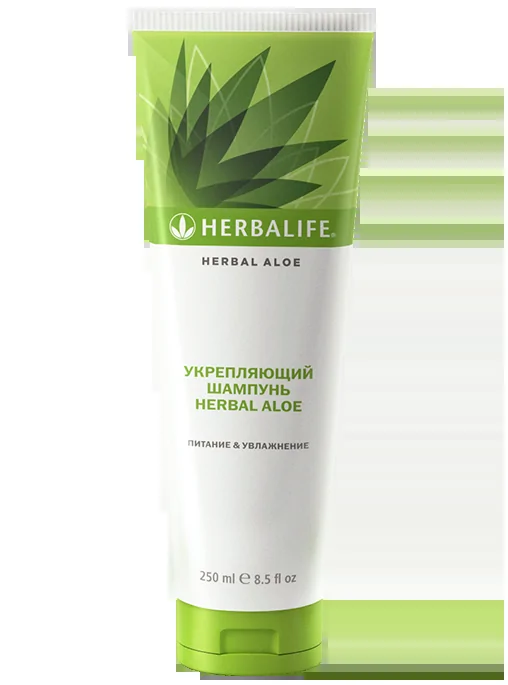 HERBALIFE®
HERBAL ALOE
УКРЕПЛЯЮЩИЙ
ШАМПУНЬ
HERBAL ALOE
ПИТАНИЕ & УВЛАЖНЕНИЕ
250 ml ℮ 8.5 fl oz